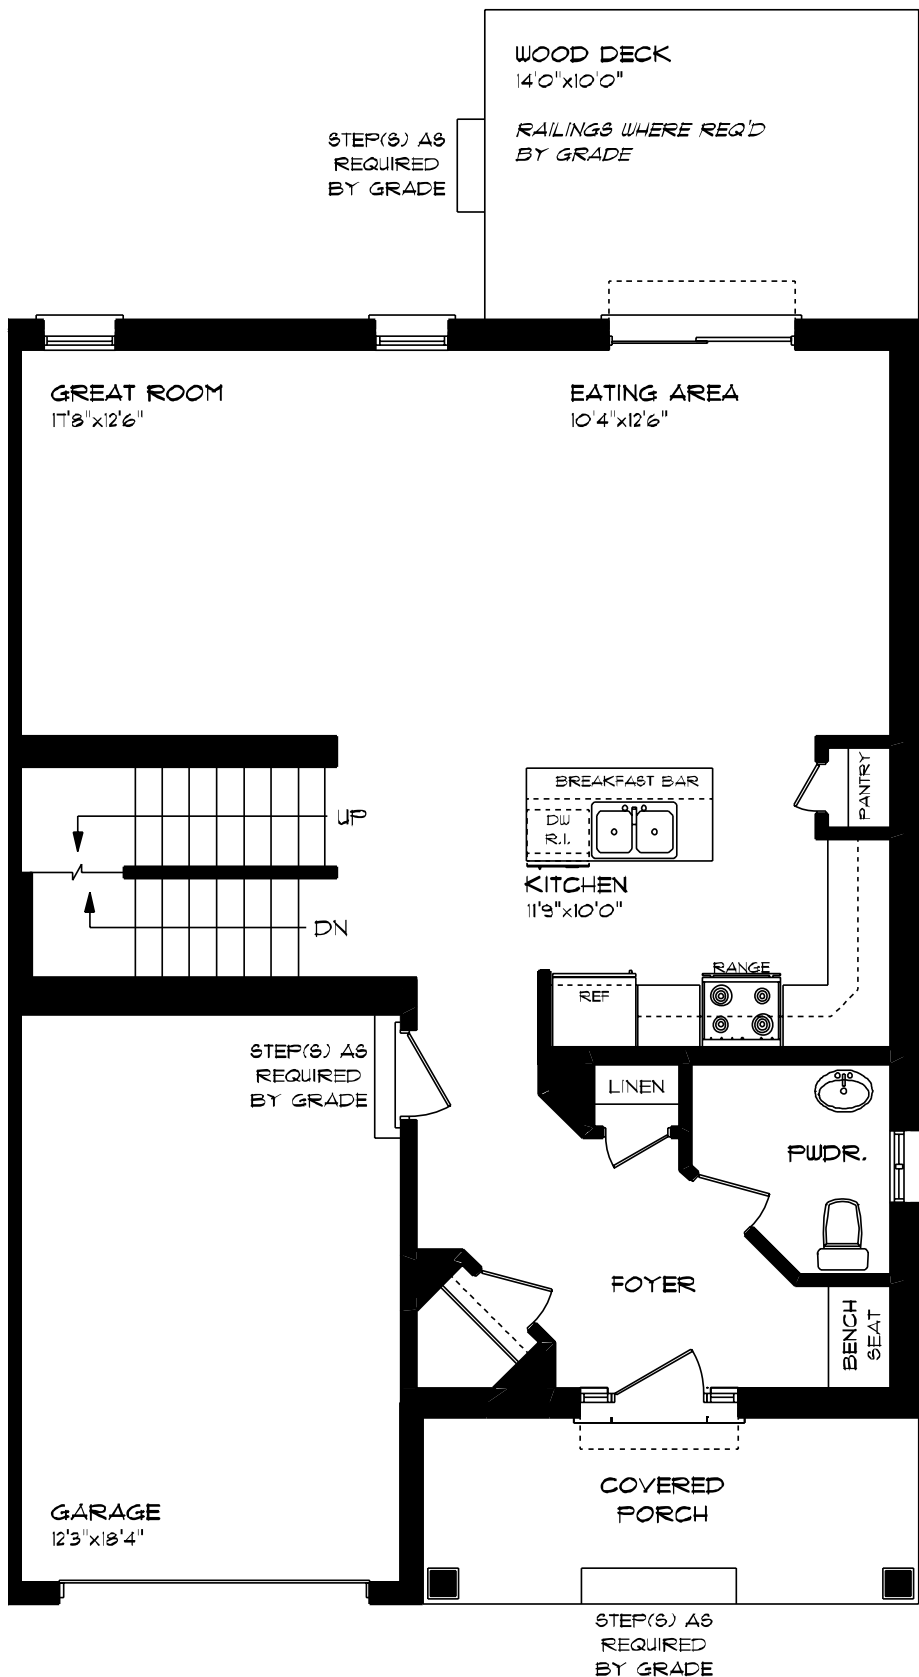 WOOD DECK
14'0"x10'0"
RAILINGS WHERE REQ'D
BY GRADE
STEP(S) AS
REQUIRED
BY GRADE
GREAT ROOM
17'8"x12'6"
EATING AREA
10'4"x12'6"
UP
DN
BREAKFAST BAR
DW
R.I.
PANTRY
KITCHEN
11'9"x10'0"
REF
RANGE
STEP(S) AS
REQUIRED
BY GRADE
LINEN
PWDR.
FOYER
BENCH
SEAT
COVERED
PORCH
GARAGE
12'3"x18'4"
STEP(S) AS
REQUIRED
BY GRADE